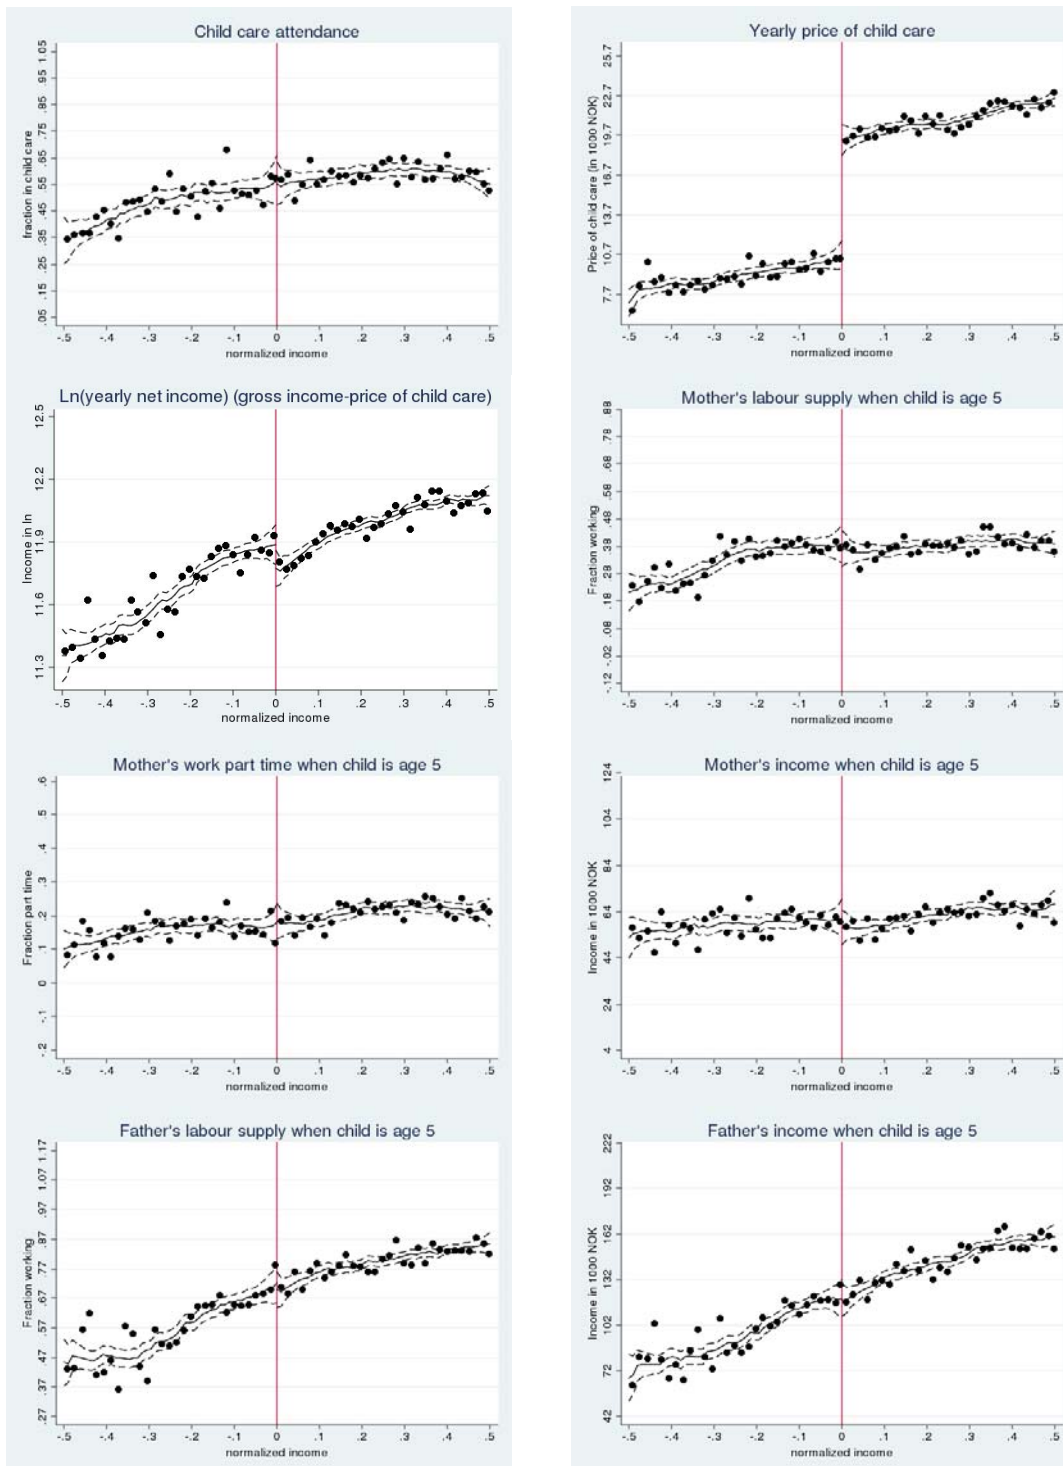 Child care attendance
fraction in child care
1.05
.95
.85
.75
.65
.55
.45
.35
.25
.15
.05
-.5 -.4 -.3 -.2 -.1 0 .1 .2 .3 .4 .5
normalized income
Yearly price of child care
Price of child care (in 1000 NOK)
25.7
22.7
19.7
16.7
13.7
10.7
7.7
-.5 -.4 -.3 -.2 -.1 0 .1 .2 .3 .4 .5
normalized income
Ln(yearly net income) (gross income-price of child care)
Income in ln
12.5
12.2
11.9
11.6
11.3
-.5 -.4 -.3 -.2 -.1 0 .1 .2 .3 .4 .5
normalized income
Mother's labour supply when child is age 5
Fraction working
.88
.78
.68
.58
.48
.38
.28
.18
.08
-.02
-.12
-.5 -.4 -.3 -.2 -.1 0 .1 .2 .3 .4 .5
normalized income
Mother's work part time when child is age 5
Fraction part time
.6
.5
.4
.3
.2
.1
0
-.1
-.2
-.5 -.4 -.3 -.2 -.1 0 .1 .2 .3 .4 .5
normalized income
Mother's income when child is age 5
Income in 1000 NOK
124
104
84
64
44
24
4
-.5 -.4 -.3 -.2 -.1 0 .1 .2 .3 .4 .5
normalized income
Father's labour supply when child is age 5
Fraction working
1.17
1.07
.97
.87
.77
.67
.57
.47
.37
.27
-.5 -.4 -.3 -.2 -.1 0 .1 .2 .3 .4 .5
normalized income
Father's income when child is age 5
Income in 1000 NOK
222
192
162
132
102
72
42
-.5 -.4 -.3 -.2 -.1 0 .1 .2 .3 .4 .5
normalized income